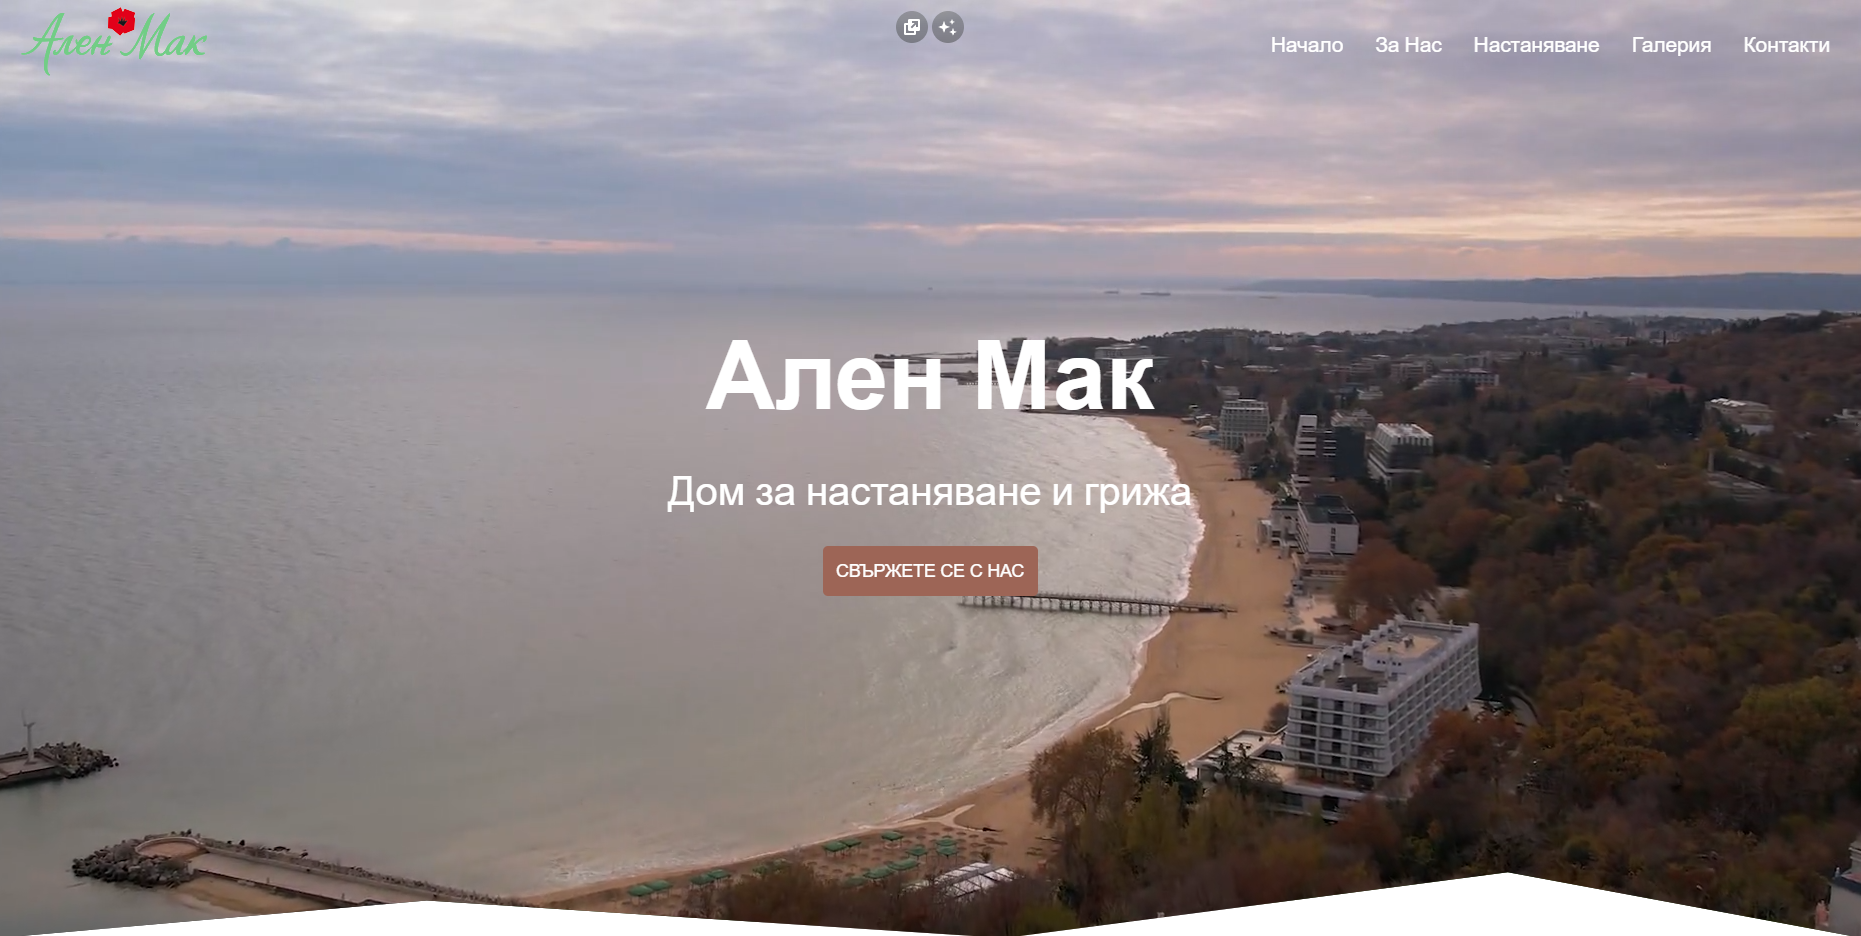 Ален Мак
Начало
За Нас
Настаняване
Галерия
Контакти
Ален Мак
Дом за настаняване и грижа
СВЪРЖЕТЕ СЕ С НАС